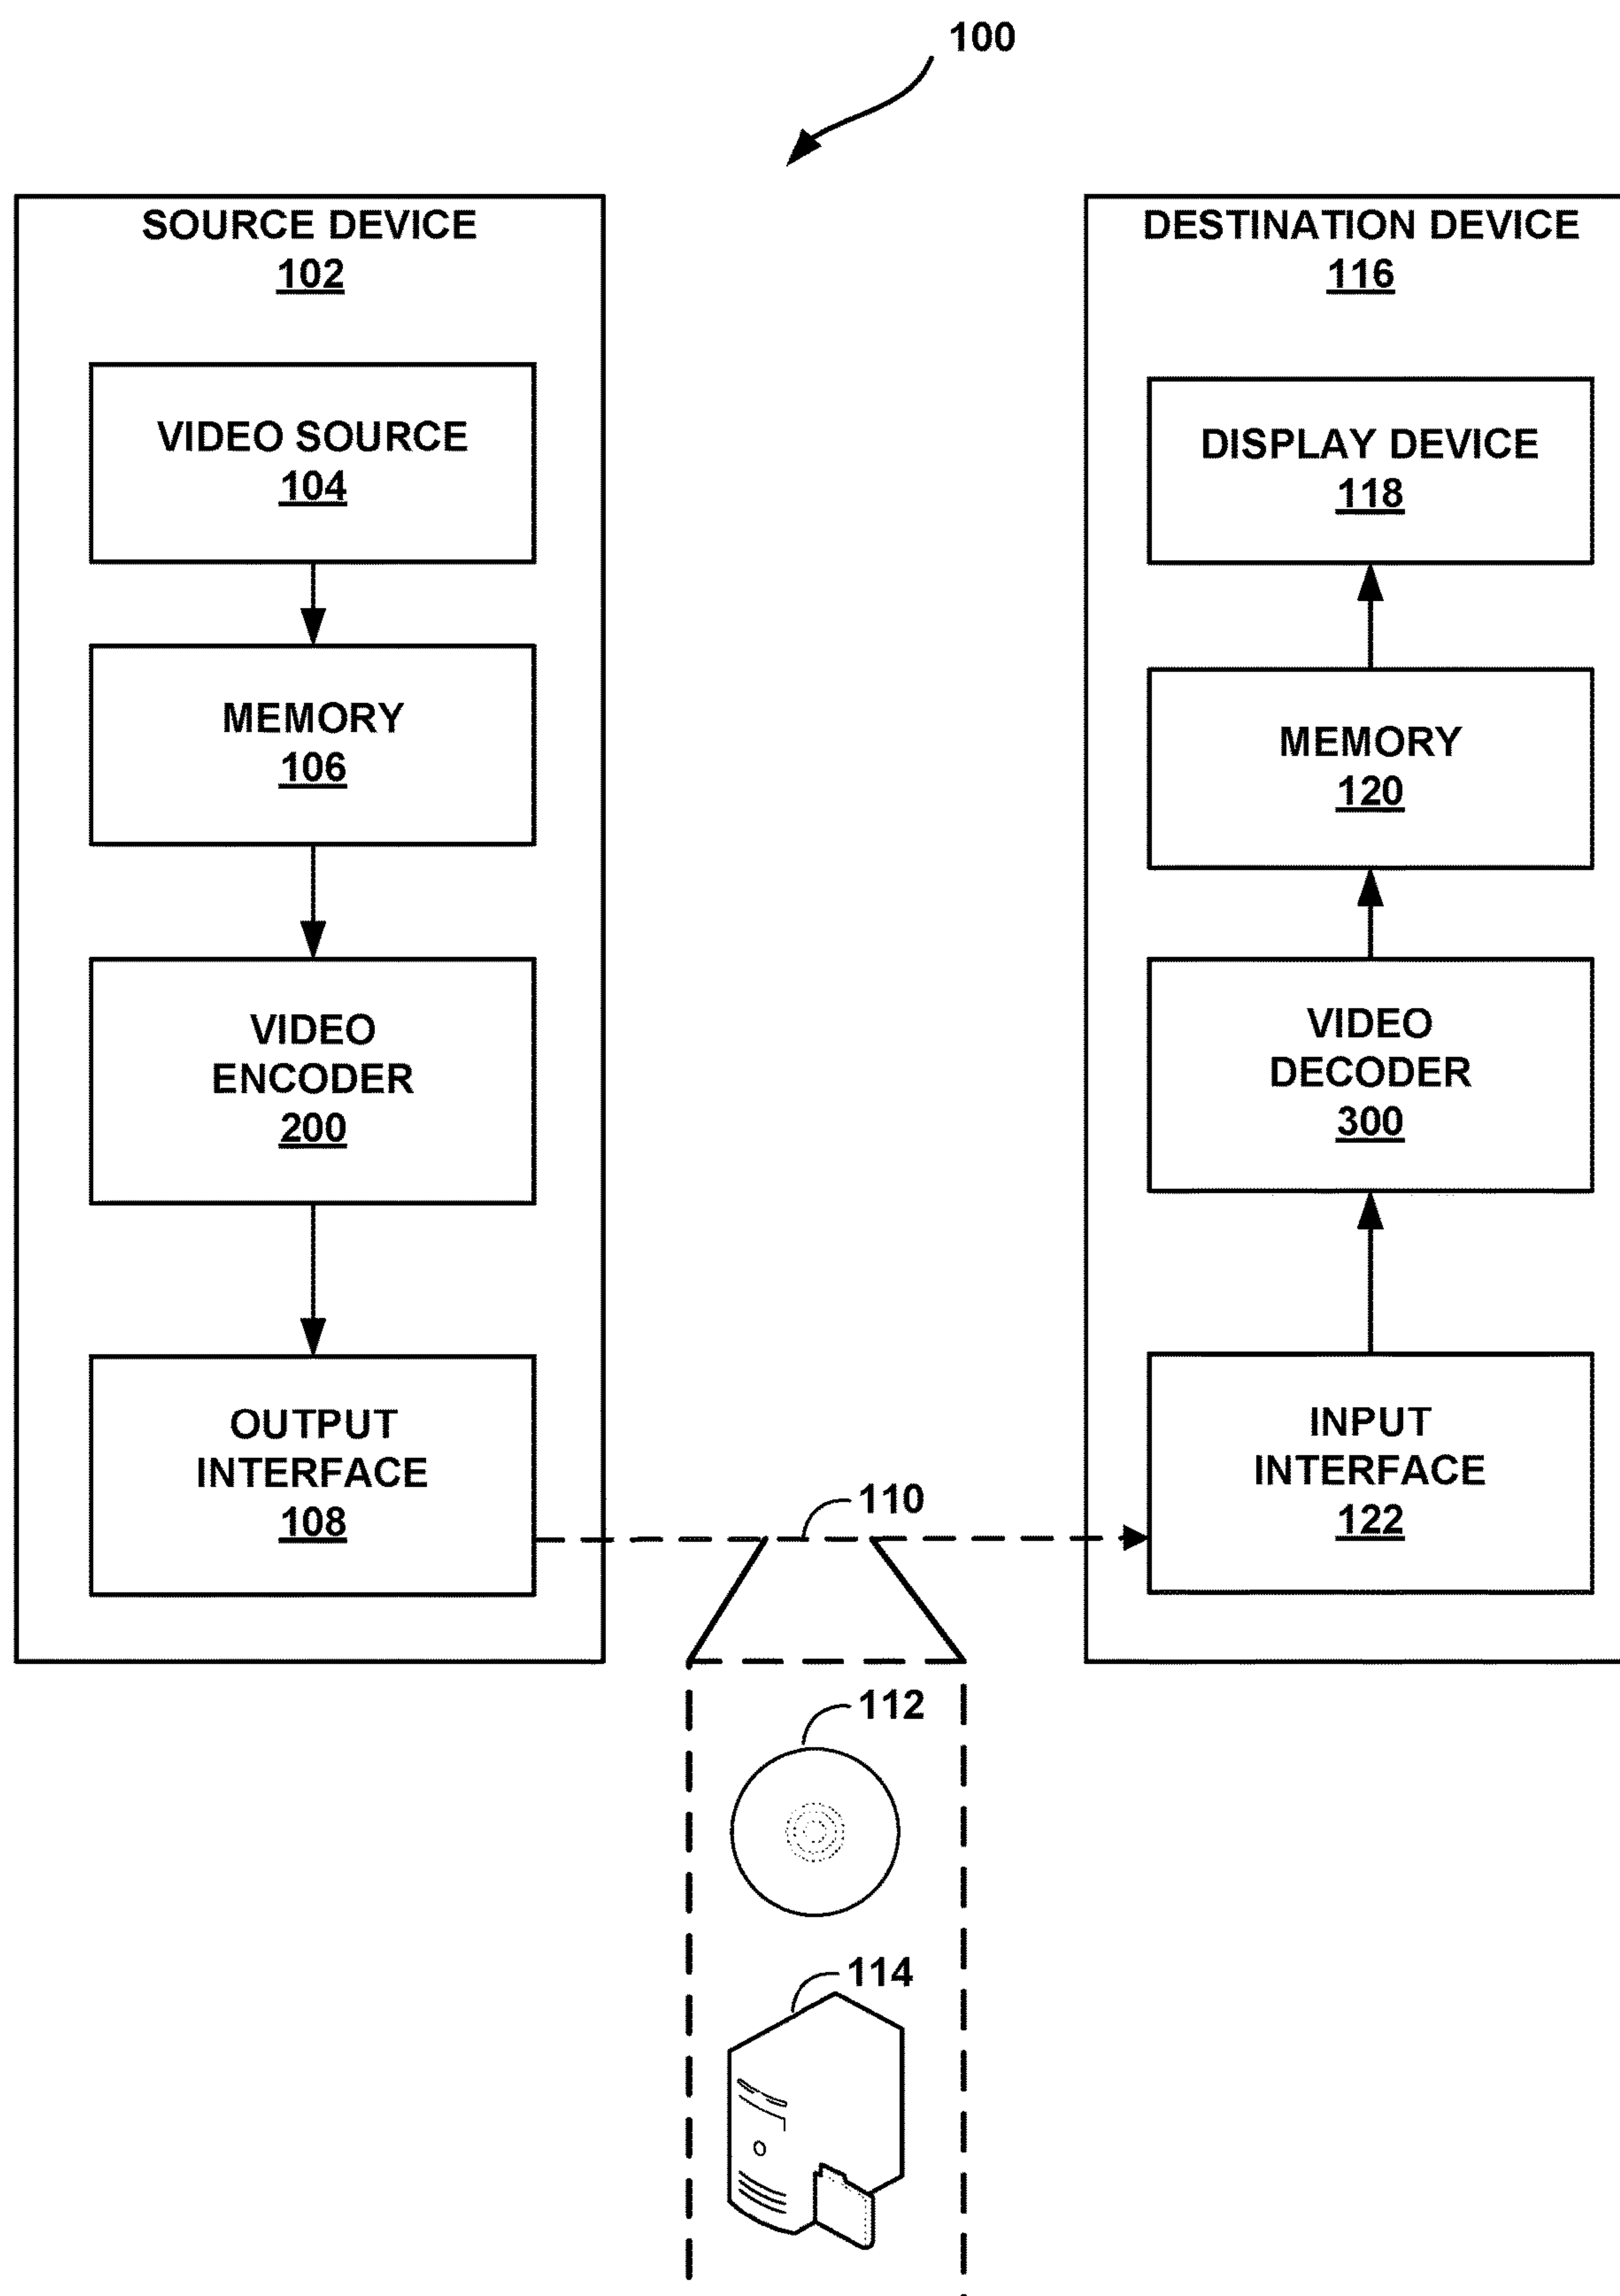 100
SOURCE DEVICE
102
VIDEO SOURCE
104
MEMORY
106
VIDEO
ENCODER
200
OUTPUT
INTERFACE
108
DESTINATION DEVICE
116
DISPLAY DEVICE
118
MEMORY
120
VIDEO
DECODER
300
INPUT
INTERFACE
122
110
112
114